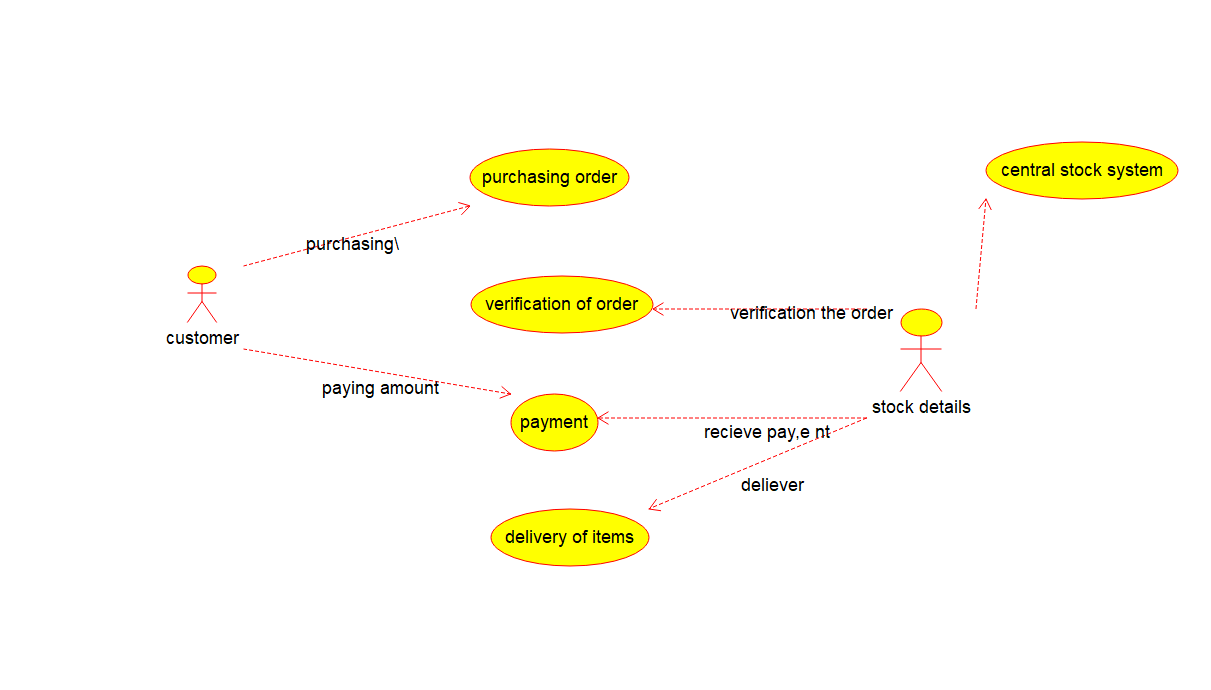 central stock system
purchasing order
purchasing\
verification of order
verification the order
customer
paying amount
stock details
payment
recieve pay,e nt
deliever
delivery of items